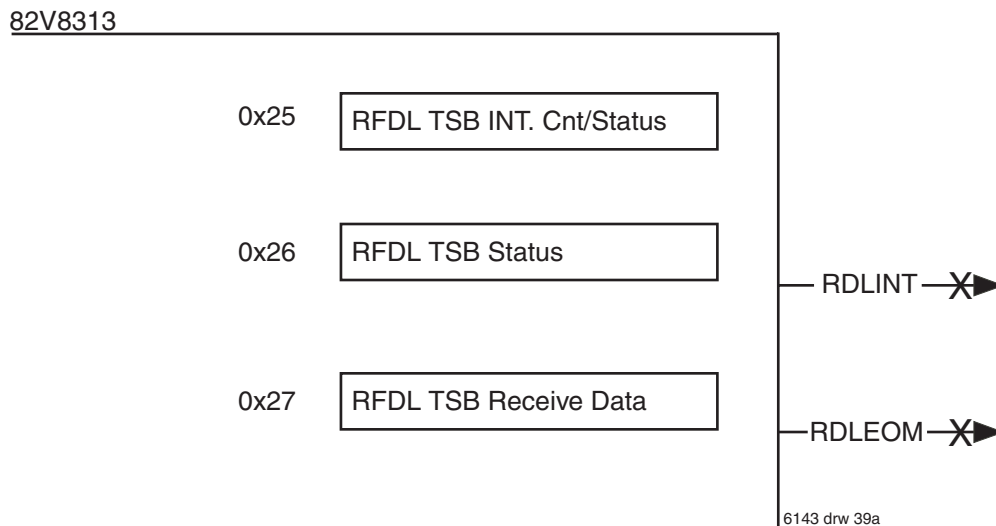 82V8313
0x25 RFDL TSB INT. Cnt/Status
0x26 RFDL TSB Status
RDLINT X
0x27 RFDL TSB Receive Data
RDLEOM X
6143 drw 39a